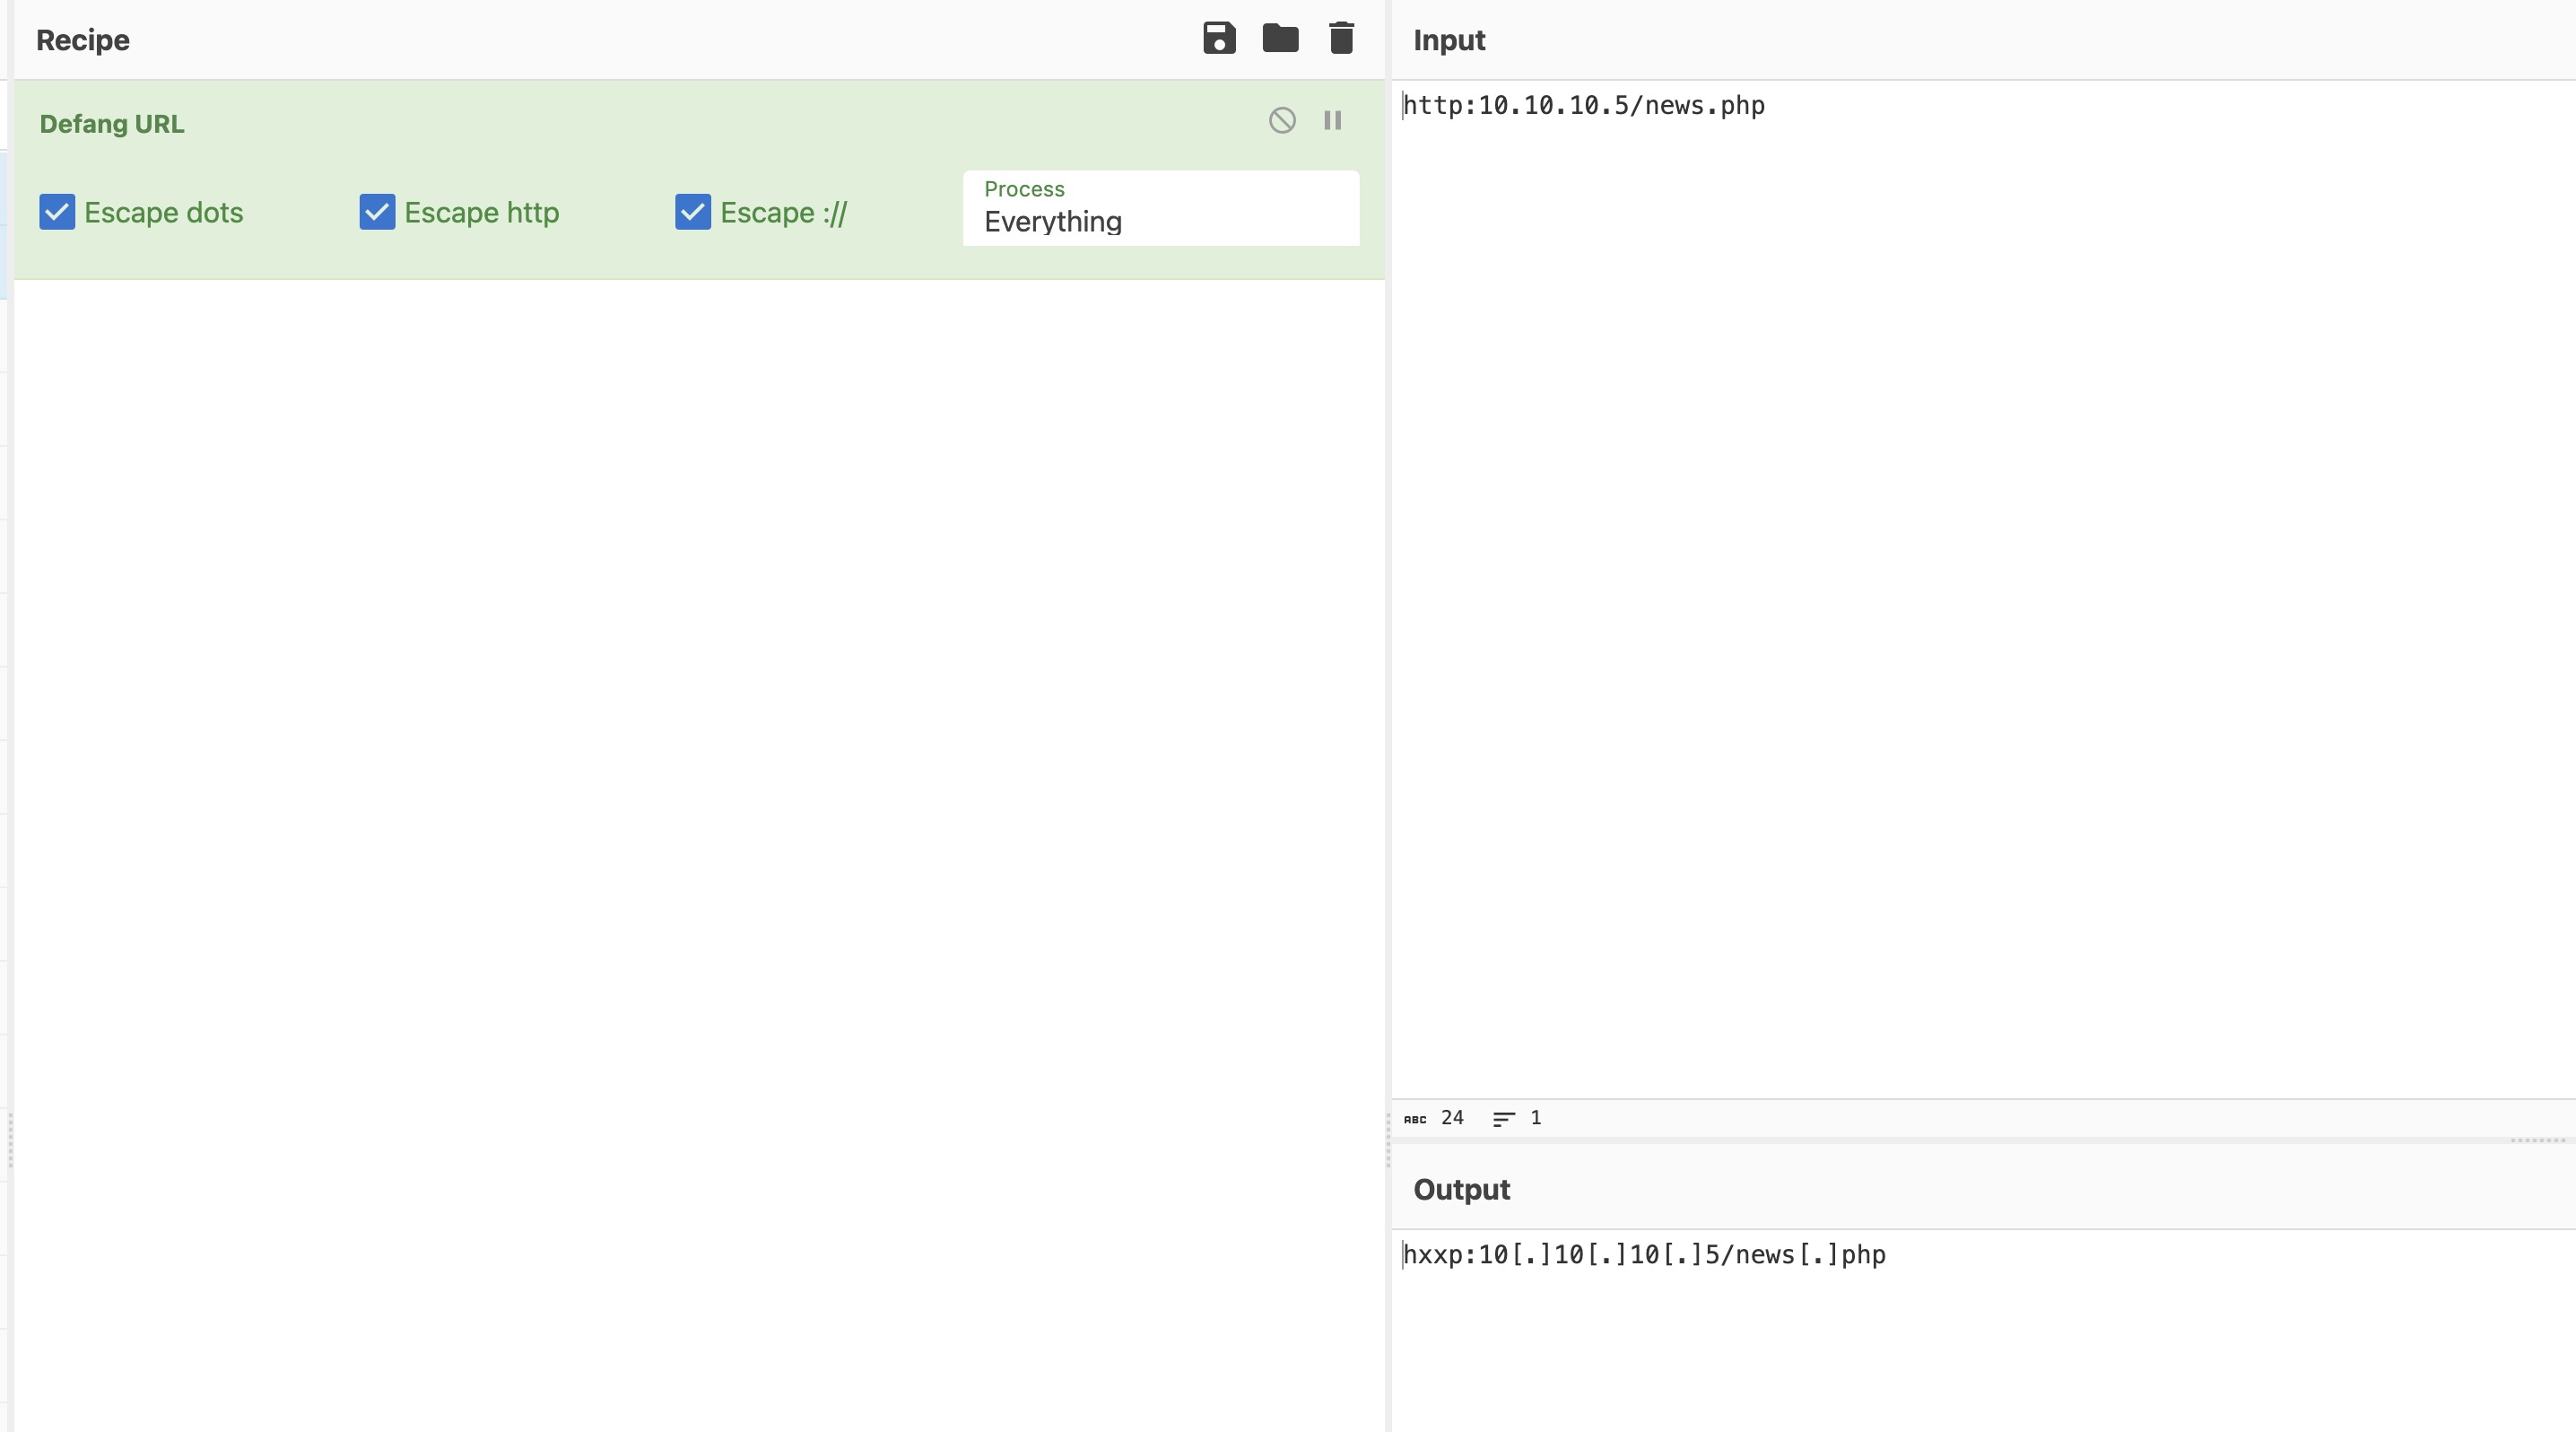 Recipe
Defang URL
Escape dots
Escape http
Escape ://
Process
Everything
Input
http:10.10.10.5/news.php
ABC 24 1
Output
hxxp:10[.]10[.]10[.]5/news[.]php